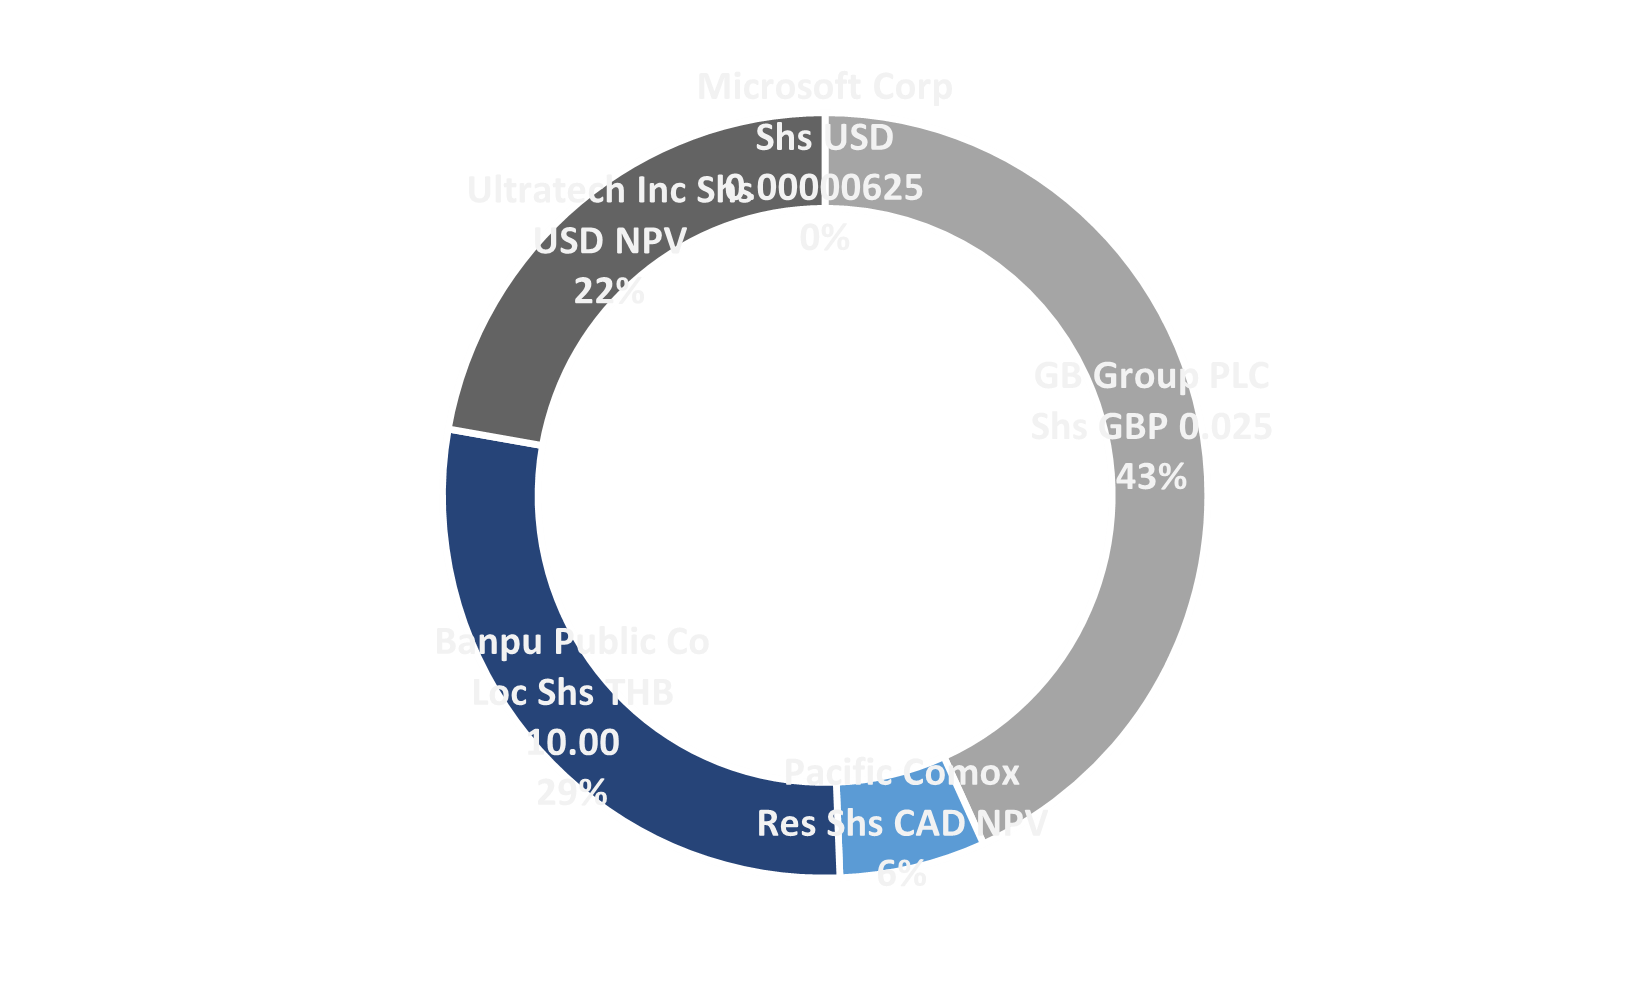 Microsoft Corp
Shs USD
0.00000625
0%
Ultratech Inc Shs
USD NPV
22%
GB Group PLC
Shs GBP 0.025
43%
Banpu Public Co
Loc Shs THB
10.00
29%
Pacific Comox
Res Shs CAD NPV
6%